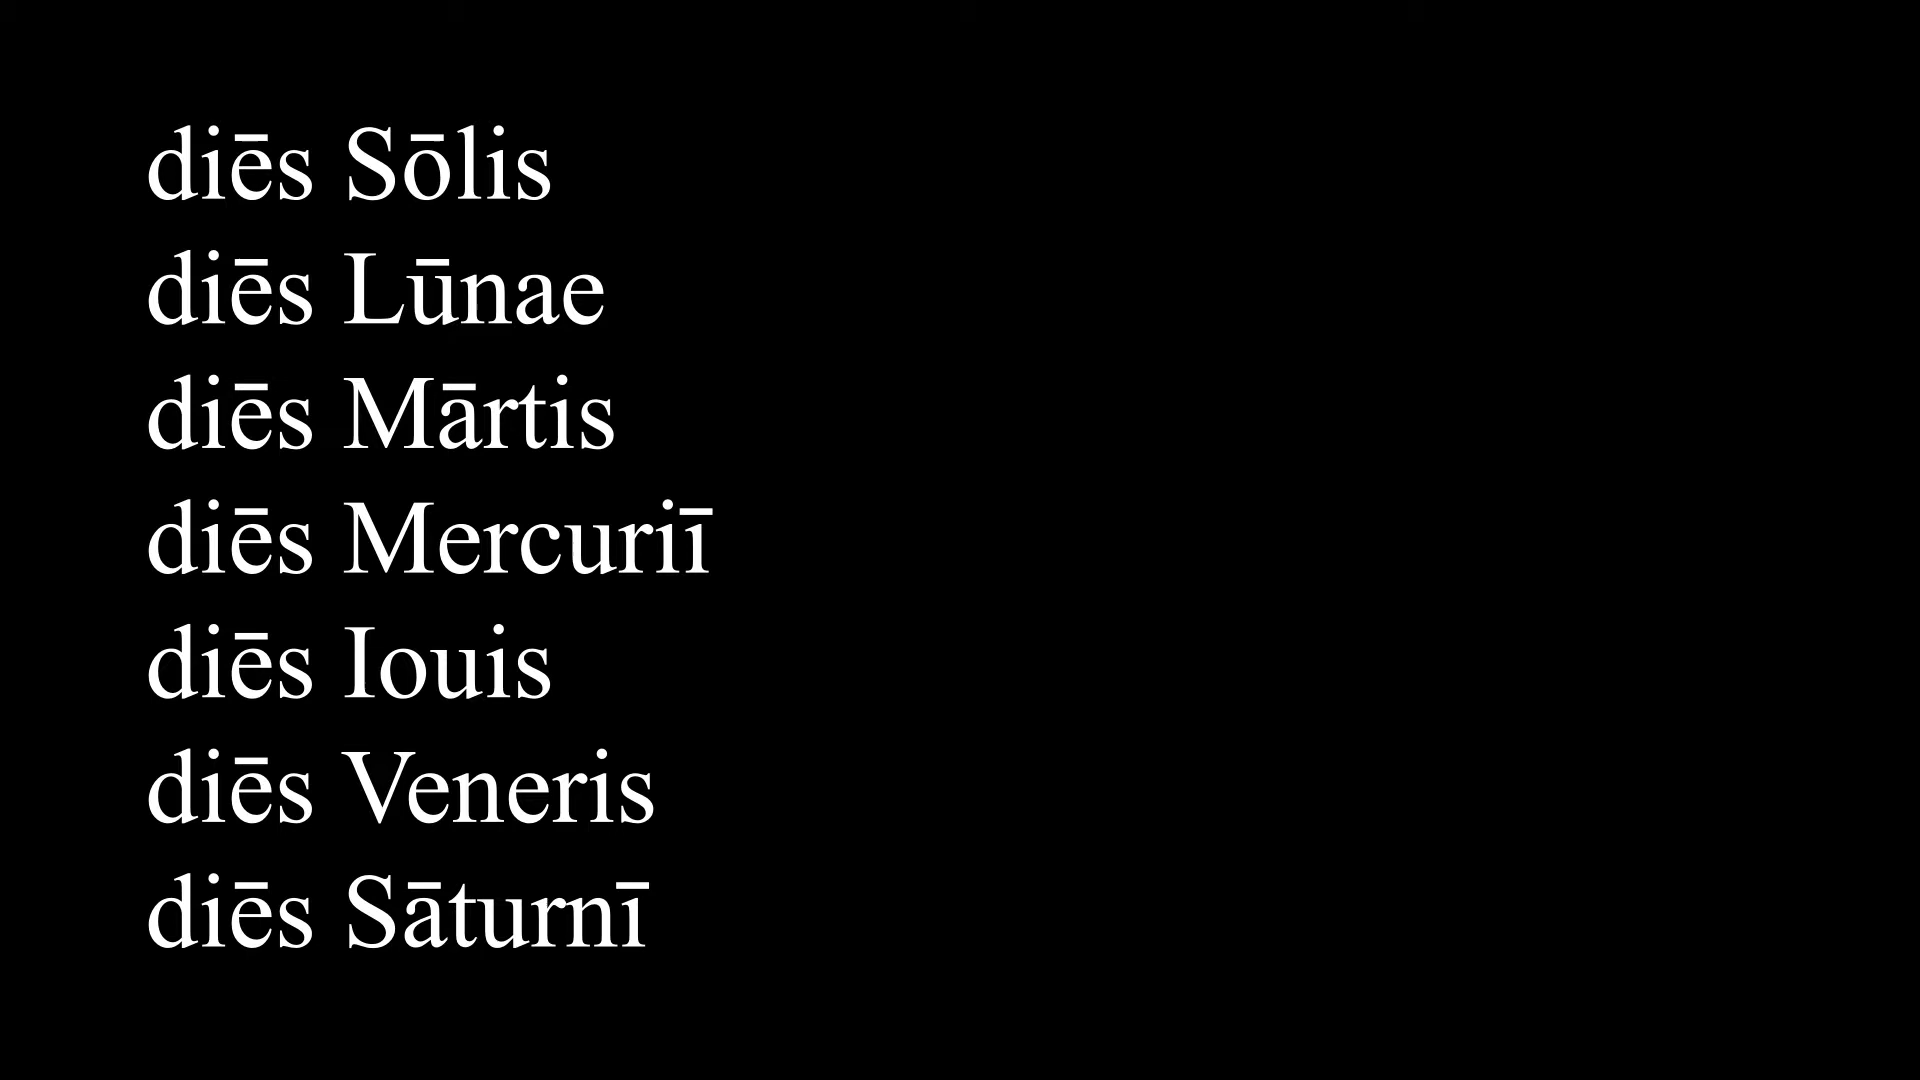 diēs Sōlis
diēs Lūnae
diēs Mārtis
diēs Mercuriī
diēs Iouis
diēs Veneris
diēs Sāturnī